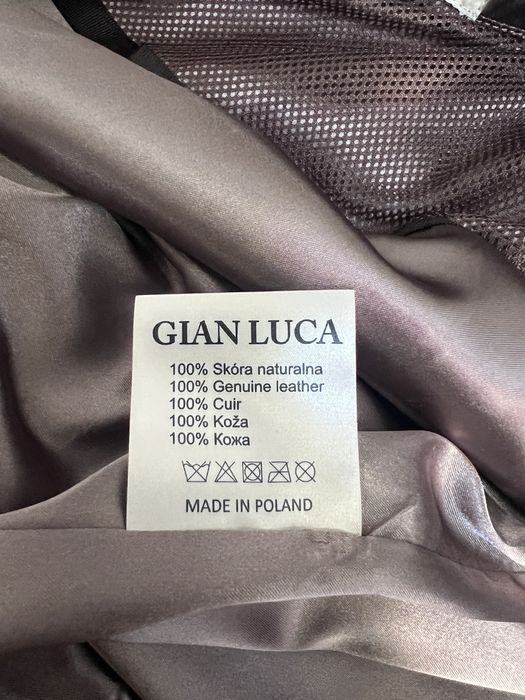 GIAN LUCA
100% Skóra naturalna
100% Genuine leather
100% Cuir
100% Koža
100% Кожа
MADE IN POLAND